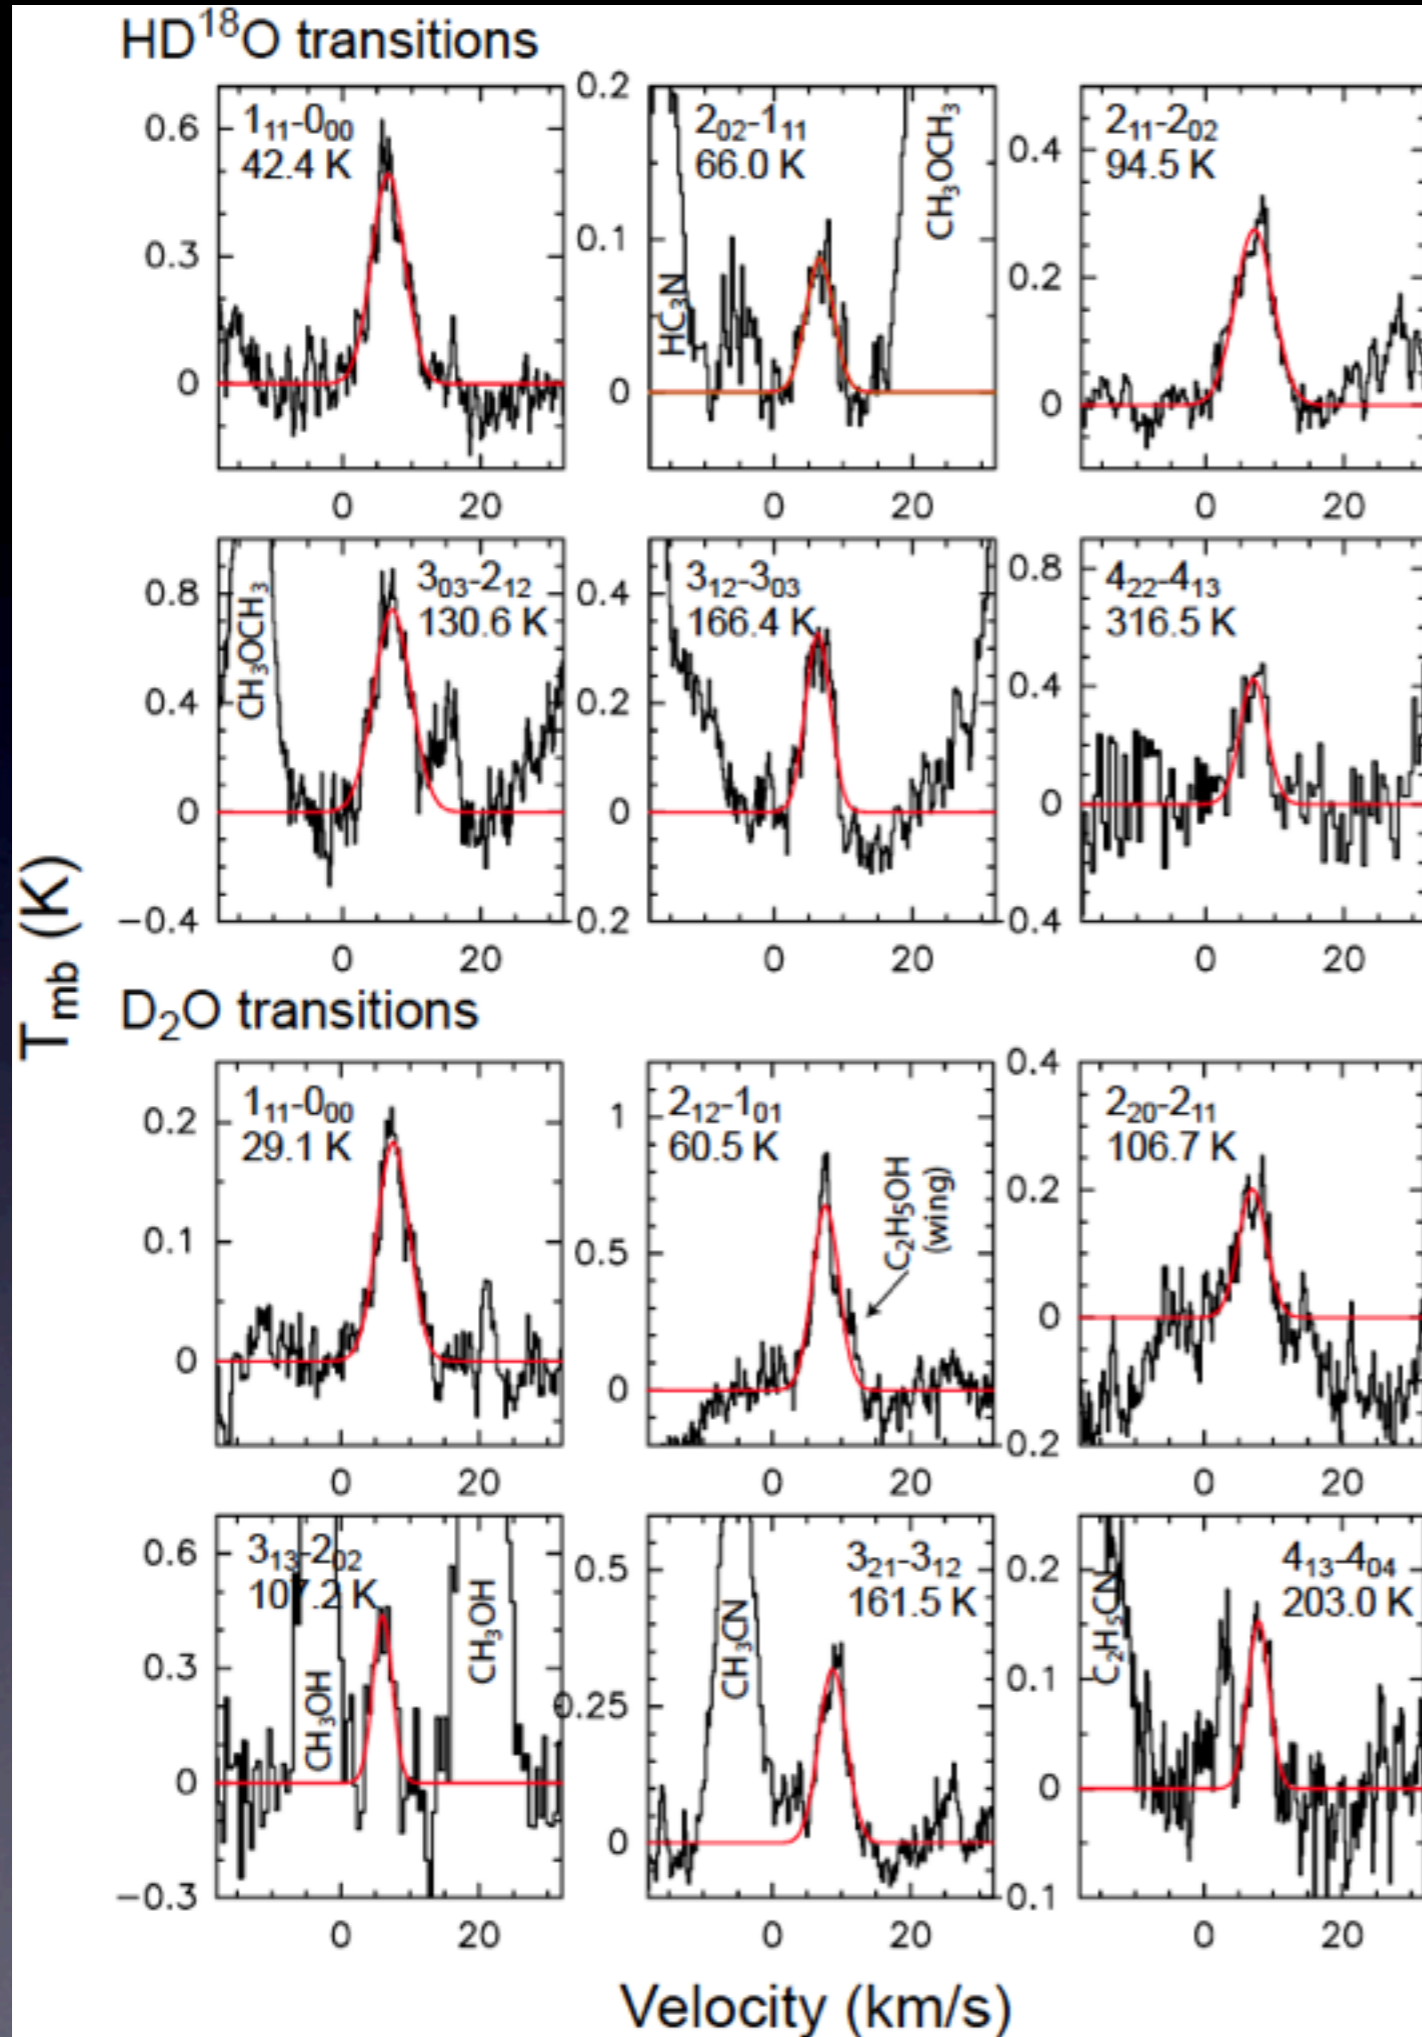 HD¹⁸O transitions
1₁₁-0₀₀
42.4 K
0.6
0.3
0
0 20
2₀₂-1₁₁
66.0 K
HC₃N
CH₃OCH₃
0.2
0.1
0
0 20
2₁₁-2₀₂
94.5 K
0.4
0.2
0
0 20
3₀₃-2₁₂
130.6 K
CH₃OCH₃
0.8
0.4
0
−0.4
0 20
3₁₂-3₀₃
166.4 K
0.4
0.2
0
0.2
0 20
4₂₂-4₁₃
316.5 K
0.8
0.4
0
0.4
0 20
T_mb (K)
D₂O transitions
1₁₁-0₀₀
29.1 K
0.2
0.1
0
0 20
2₁₂-1₀₁
60.5 K
C₂H₅OH
(wing)
1
0.5
0
0 20
2₂₀-2₁₁
106.7 K
0.4
0.2
0
0.2
0 20
3₁₃-2₀₂
107.2 K
CH₃OH
CH₃OH
0.6
0.3
0
−0.3
0 20
3₂₁-3₁₂
161.5 K
CH₃CN
0.5
0.25
0
0 20
4₁₃-4₀₄
203.0 K
C₂H₅CN
0.2
0.1
0
0.1
0 20
Velocity (km/s)